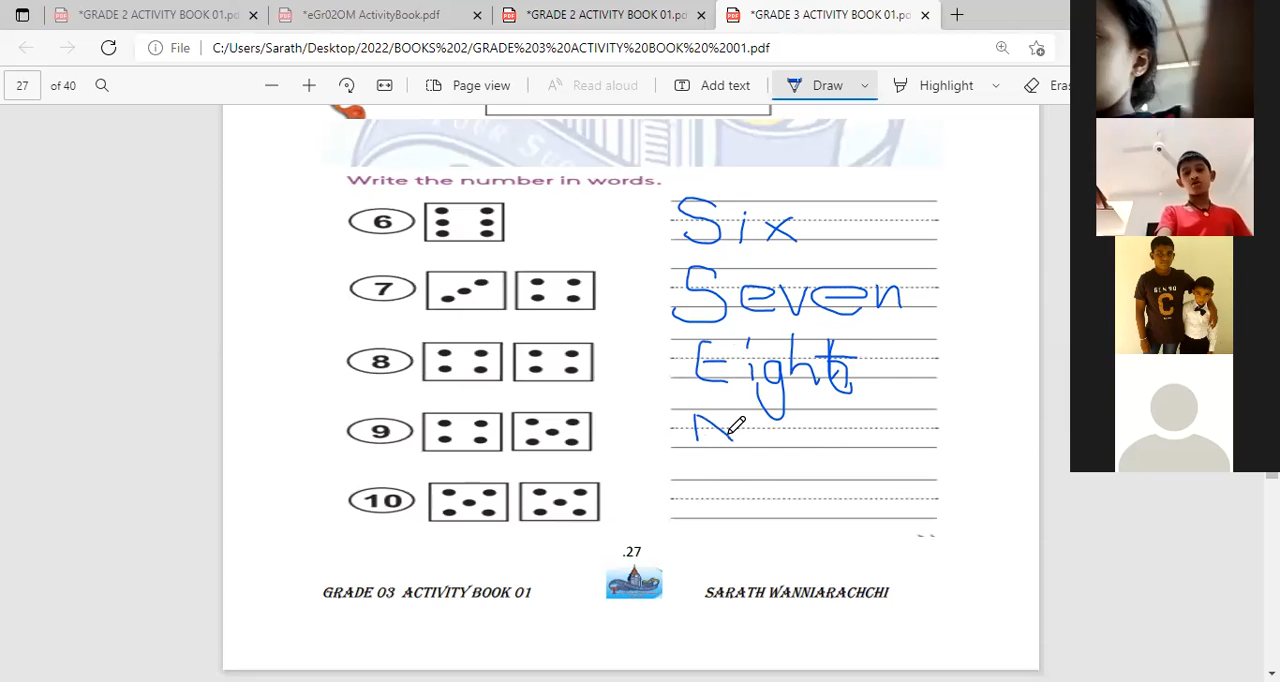 *GRADE 2 ACTIVITY BOOK 01.pd
*eGr02OM ActivityBook.pdf
*GRADE 2 ACTIVITY BOOK 01.pd
*GRADE 3 ACTIVITY BOOK 01.pd
File C:/Users/Sarath/Desktop/2022/BOOKS%202/GRADE%203%20ACTIVITY%20BOOK%20%2001.pdf
27 of 40 Page view Read aloud Add text Draw Highlight Eras
Write the number in words.
6 Six
7 Seven
8 Eight
9 N
10
.27
GRADE 03 ACTIVITY BOOK 01 SARATH WANNIARACHCHI